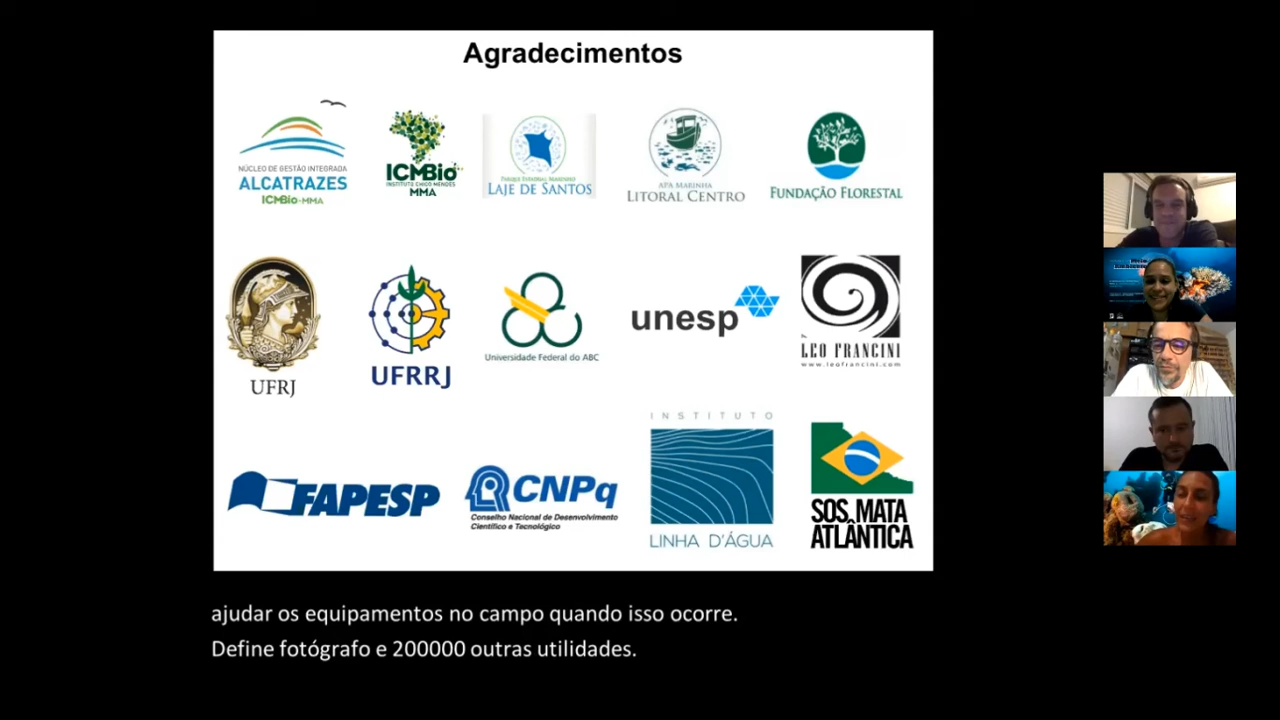 Agradecimentos
NÚCLEO DE GESTÃO INTEGRADA
ALCATRAZES
ICMBio-MMA
ICMBio
INSTITUTO CHICO MENDES
MMA
PARQUE ESTADUAL MARINHO
LAJE DE SANTOS
APA MARINHA
LITORAL CENTRO
FUNDAÇÃO FLORESTAL
UFRJ
UFRRJ
Universidade Federal do ABC
unesp
LEO FRANCINI
www.leofrancini.com
FAPESP
CNPq
Conselho Nacional de Desenvolvimento
Científico e Tecnológico
INSTITUTO
LINHA D'ÁGUA
SOS MATA
ATLÂNTICA
ajudar os equipamentos no campo quando isso ocorre.
Define fotógrafo e 200000 outras utilidades.